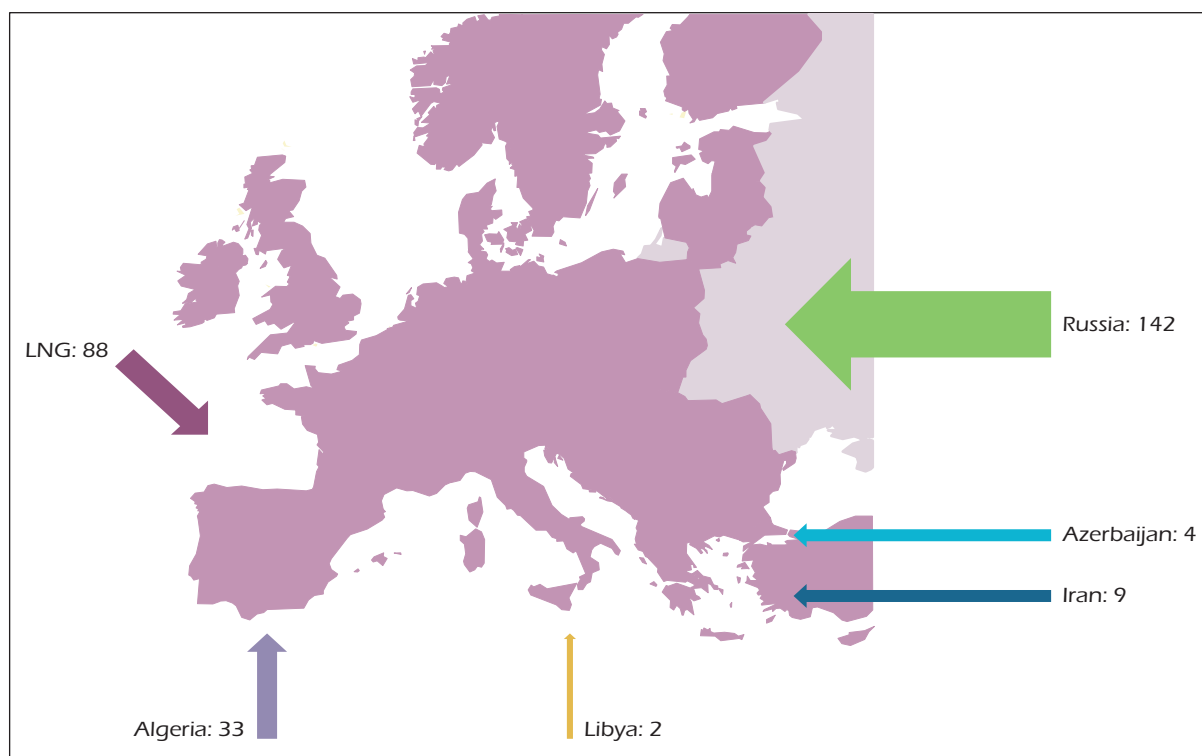 LNG: 88
Russia: 142
Azerbaijan: 4
Iran: 9
Algeria: 33
Libya: 2